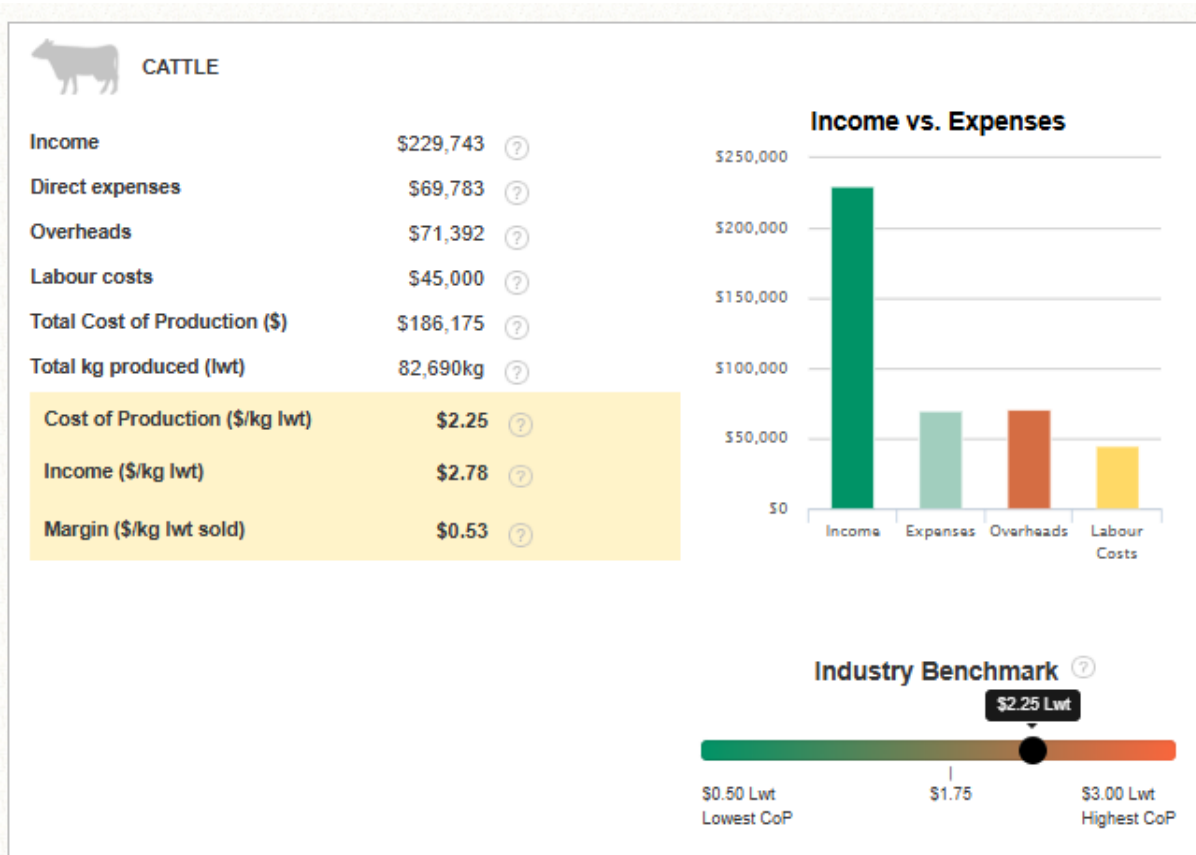 CATTLE
Income $229,743 ?
Direct expenses $69,783 ?
Overheads $71,392 ?
Labour costs $45,000 ?
Total Cost of Production ($) $186,175 ?
Total kg produced (lwt) 82,690kg ?
Cost of Production ($/kg lwt) $2.25 ?
Income ($/kg lwt) $2.78 ?
Margin ($/kg lwt sold) $0.53 ?
Income vs. Expenses
$250,000
$200,000
$150,000
$100,000
$50,000
$0
Income Expenses Overheads Labour
Costs
Industry Benchmark ?
$2.25 Lwt
$0.50 Lwt $1.75 $3.00 Lwt
Lowest CoP Highest CoP